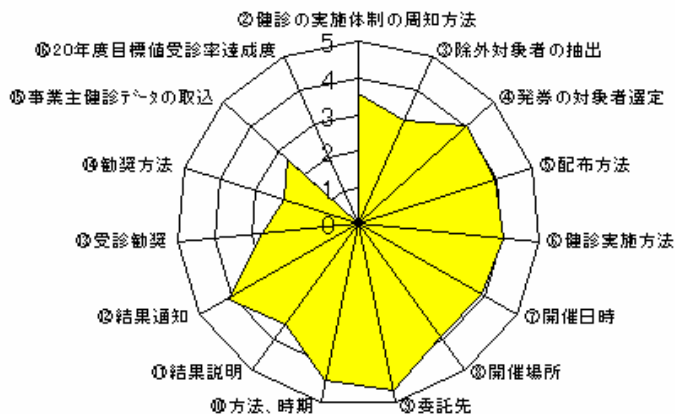 ②健診の実施体制の周知方法
③除外対象者の抽出
④発券の対象者選定
⑤配布方法
⑥健診実施方法
⑦開催日時
⑧開催場所
⑨委託先
⑩方法、時期
⑪結果説明
⑫結果通知
⑬受診勧奨
⑭勧奨方法
⑮事業主健診データの取込
⑯20年度目標値受診率達成度
5
4
3
2
1
0